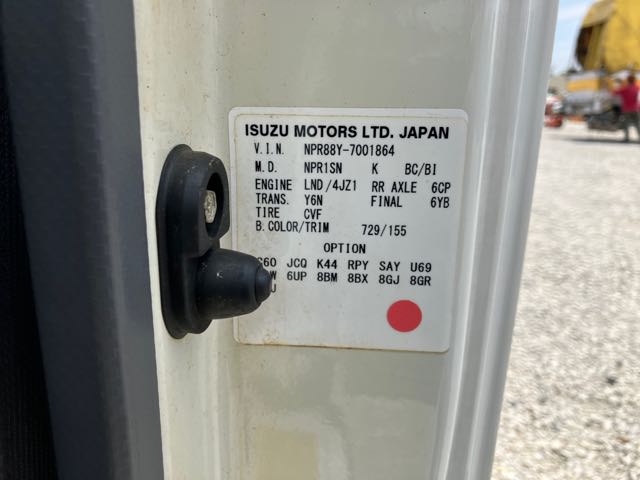 ISUZU MOTORS LTD. JAPAN
V.I.N. NPR88Y-7001864
M.D. NPR1SN K BC/BI
ENGINE LND/4JZ1 RR AXLE 6CP
TRANS. Y6N FINAL 6YB
TIRE CVF
B.COLOR/TRIM 729/155
OPTION
JCQ K44 RPY SAY U69
6UP 8BM 8BX 8GJ 8GR